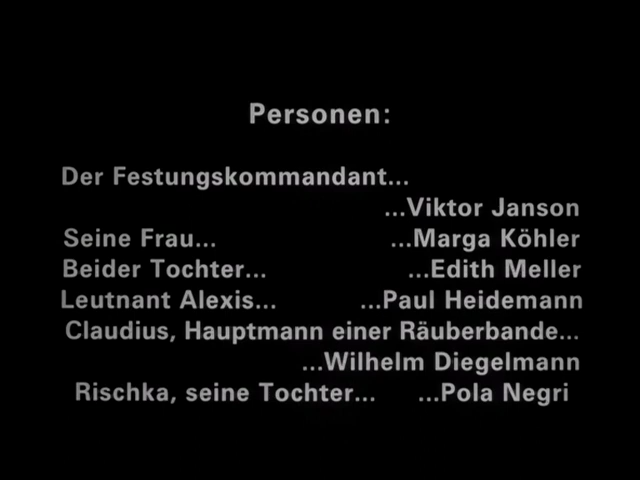 Personen:
Der Festungskommandant...
...Viktor Janson
Seine Frau... ...Marga Köhler
Beider Tochter... ...Edith Meller
Leutnant Alexis... ...Paul Heidemann
Claudius, Hauptmann einer Räuberbande...
...Wilhelm Diegelmann
Rischka, seine Tochter... ...Pola Negri